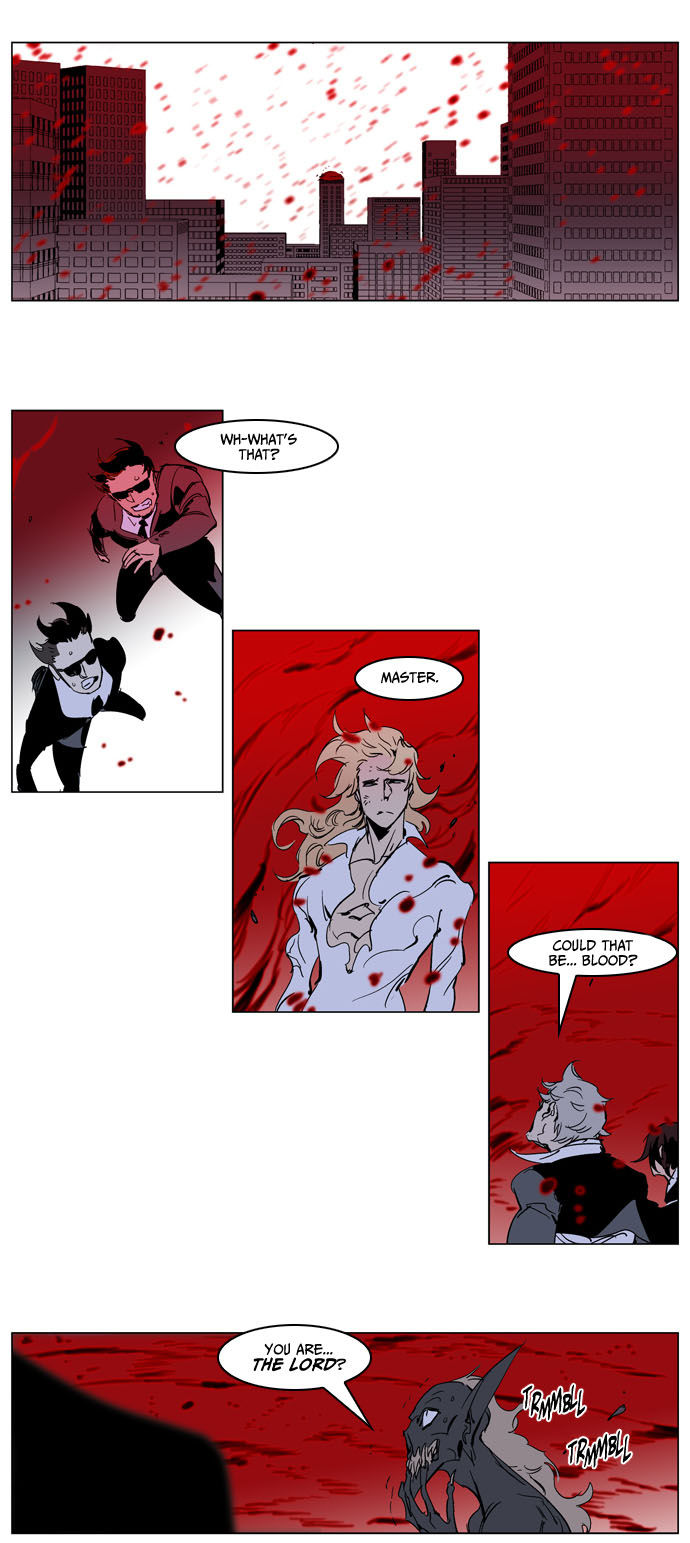 WH-WHAT'S
THAT?
MASTER.
COULD THAT
BE... BLOOD?
YOU ARE...
THE LORD?
TRMMBLL
TRMMBLL